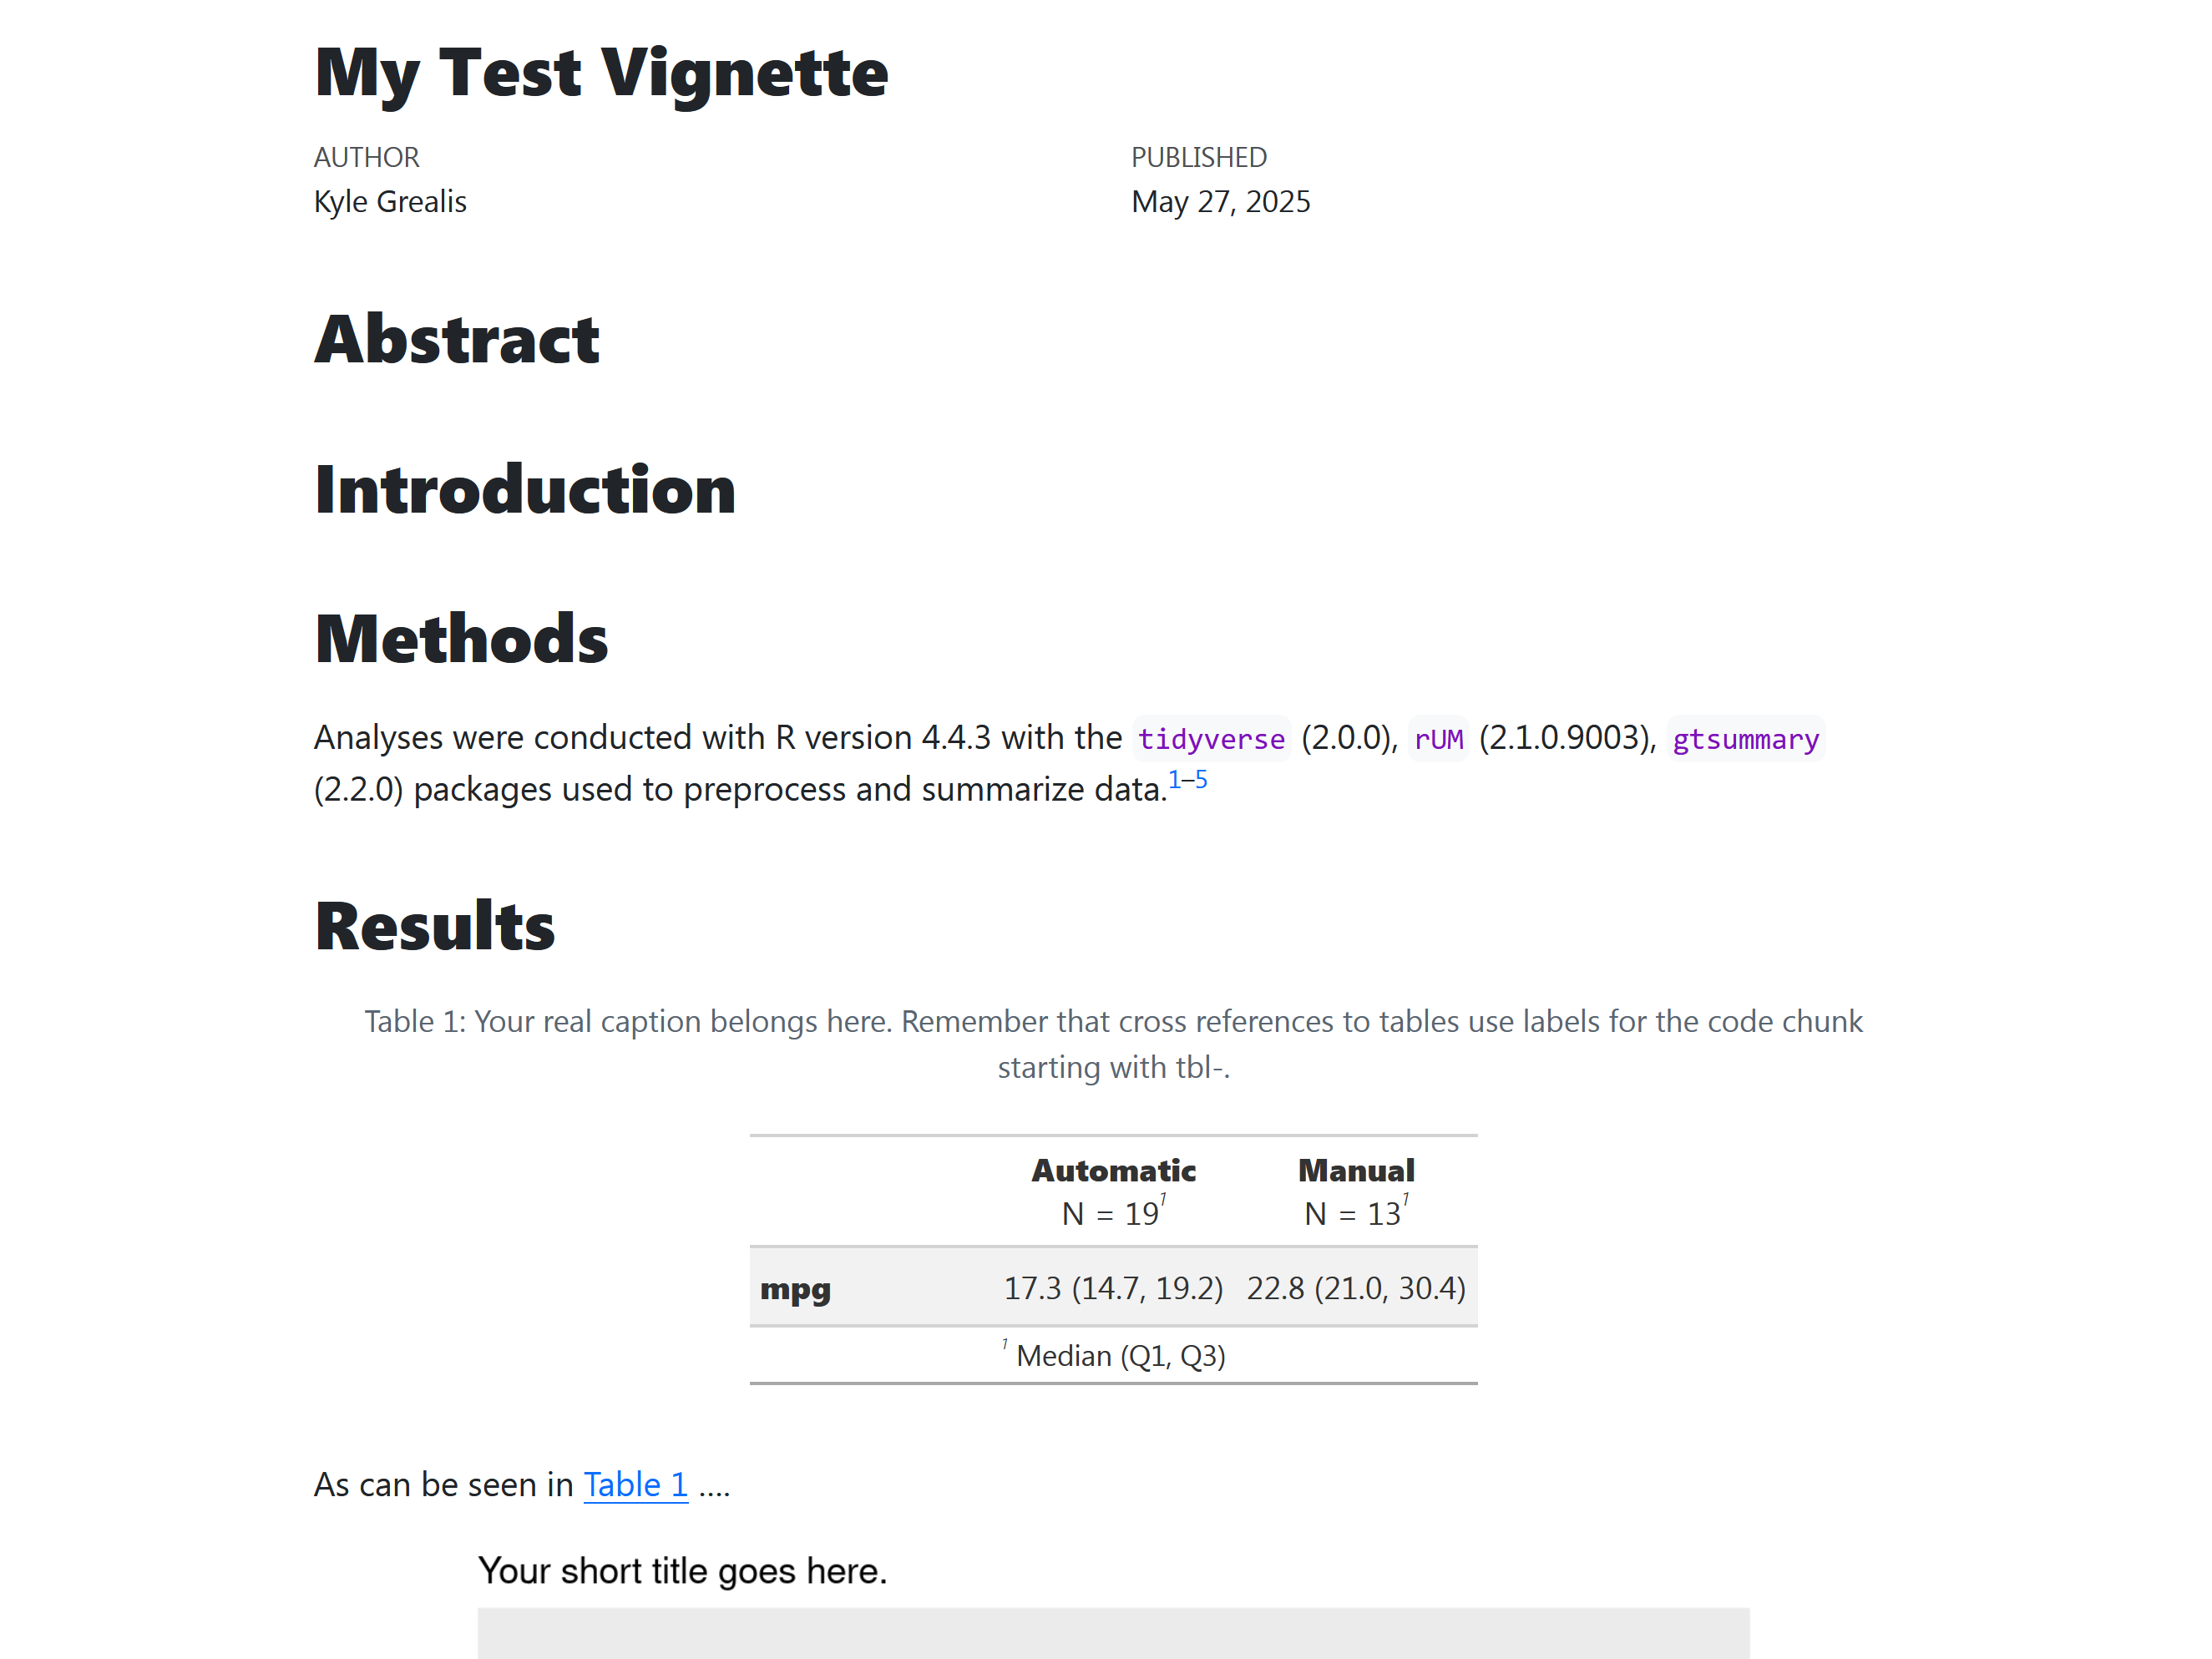 My Test Vignette
AUTHOR
Kyle Grealis
PUBLISHED
May 27, 2025
Abstract
Introduction
Methods
Analyses were conducted with R version 4.4.3 with the tidyverse (2.0.0), rUM (2.1.0.9003), gtsummary
(2.2.0) packages used to preprocess and summarize data.1–5
Results
Table 1: Your real caption belongs here. Remember that cross references to tables use labels for the code chunk
starting with tbl-.
Automatic Manual
N = 191 N = 131
mpg 17.3 (14.7, 19.2) 22.8 (21.0, 30.4)
1 Median (Q1, Q3)
As can be seen in Table 1 ....
Your short title goes here.